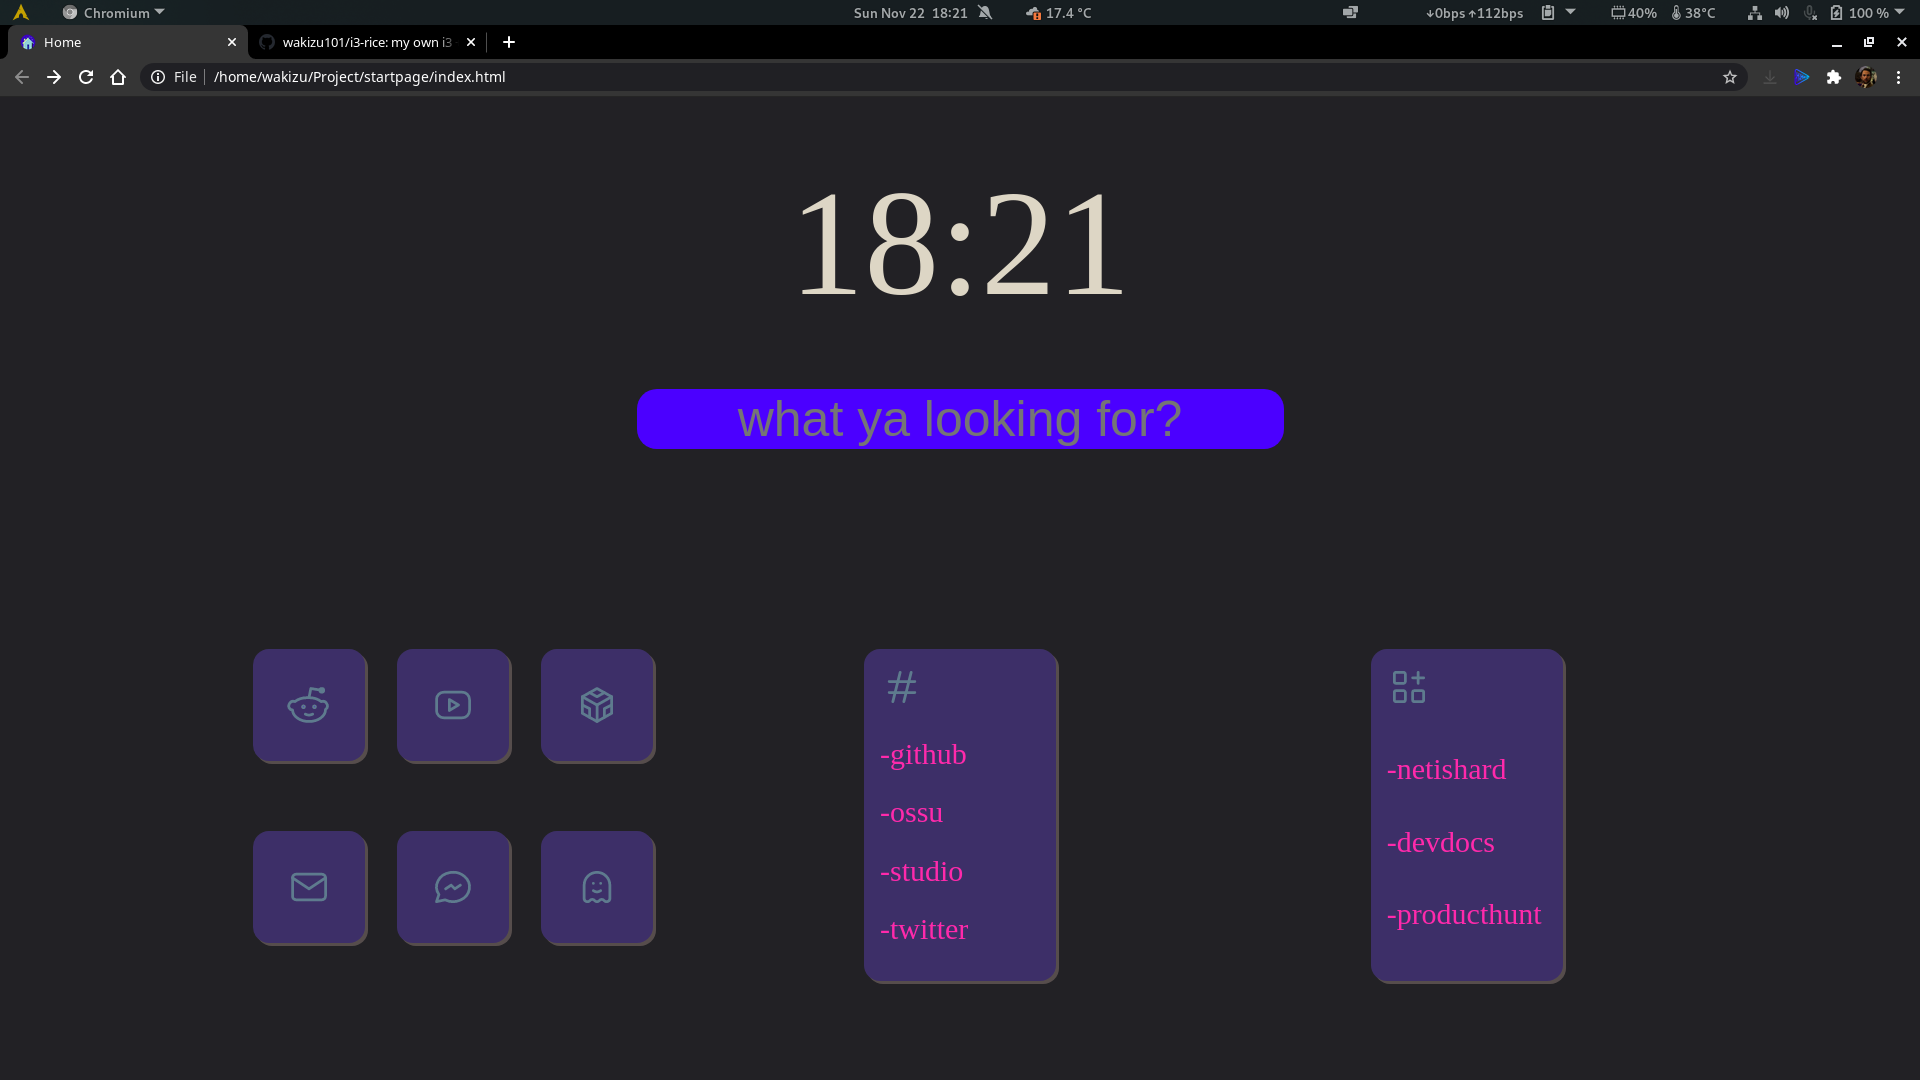 Chromium
Sun Nov 22 18:21
17.4 °C
↓0bps ↑112bps
40%
38°C
100 %
Home
wakizu101/i3-rice: my own i3
File
/home/wakizu/Project/startpage/index.html
18:21
what ya looking for?
#
-github
-ossu
-studio
-twitter
-netishard
-devdocs
-producthunt